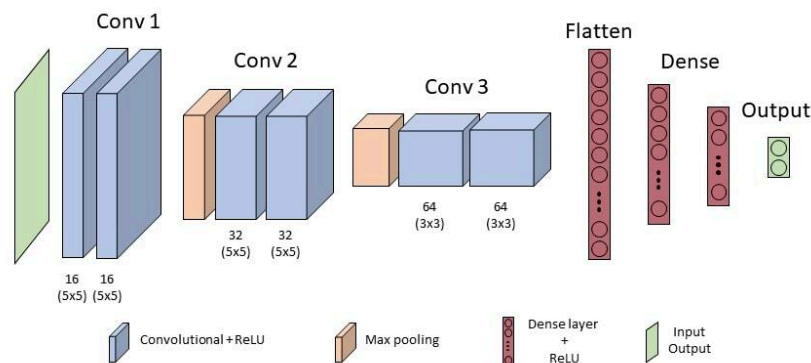 Conv 1
Conv 2
Conv 3
Flatten
Dense
Output
16
(5x5)
16
(5x5)
32
(5x5)
32
(5x5)
64
(3x3)
64
(3x3)
Convolutional + ReLU
Max pooling
Dense layer
+
ReLU
Input
Output